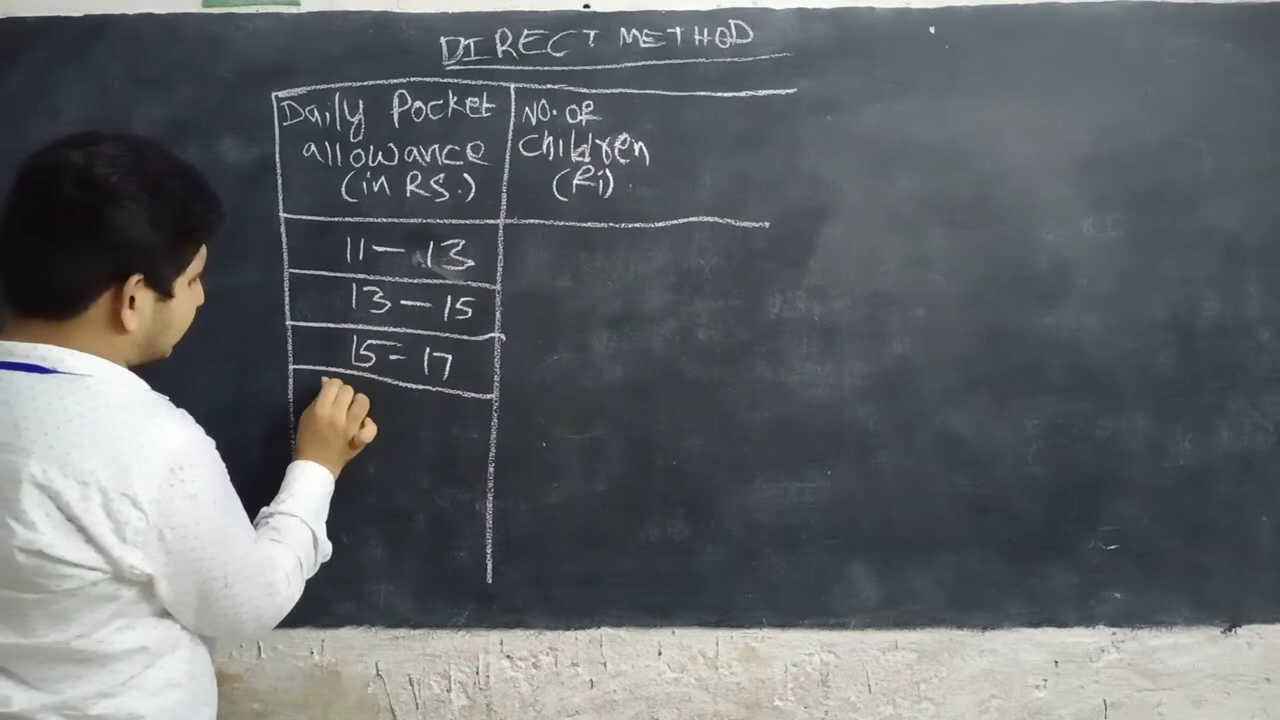 DIRECT METHOD
Daily Pocket
allowance
(in RS.)
NO. OF
children
(Fi)
11 - 13
13 - 15
15 - 17